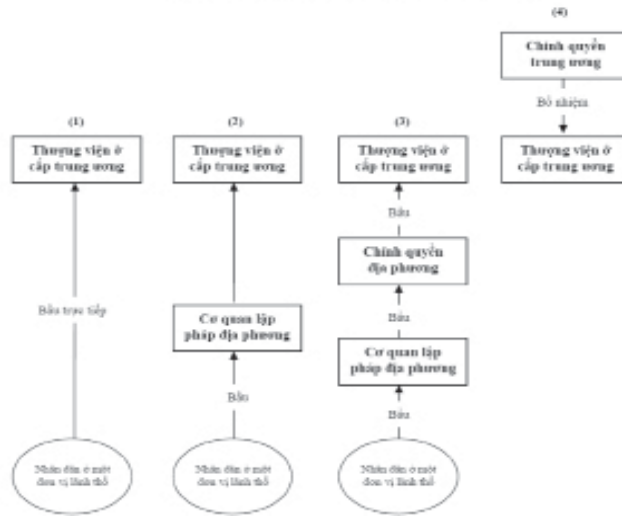 (4)
Chính quyền
trung ương
Bổ nhiệm
(1)
(2)
(3)
Thượng viện ở
cấp trung ương
Thượng viện ở
cấp trung ương
Thượng viện ở
cấp trung ương
Thượng viện ở
cấp trung ương
Bầu
Chính quyền
địa phương
Bầu trực tiếp
Cơ quan lập
pháp địa phương
Bầu
Cơ quan lập
pháp địa phương
Bầu
Bầu
Nhân dân ở một
đơn vị lãnh thổ
Nhân dân ở một
đơn vị lãnh thổ
Nhân dân ở một
đơn vị lãnh thổ